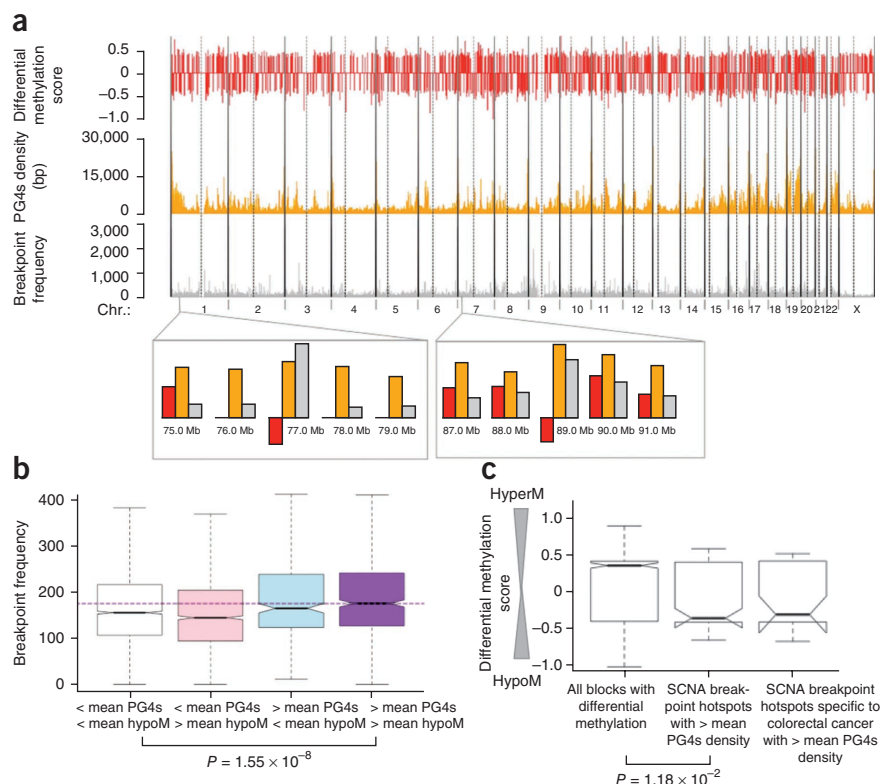 a
Differential
methylation
score
0.5
0
−0.5
−1.0
PG4s density
(bp)
30,000
15,000
0
Breakpoint
frequency
3,000
2,000
1,000
0
Chr.: 1 2 3 4 5 6 7 8 9 10 11 12 13 14 15 16 17 18 19 20 21 22 X
75.0 Mb 76.0 Mb 77.0 Mb 78.0 Mb 79.0 Mb
87.0 Mb 88.0 Mb 89.0 Mb 90.0 Mb 91.0 Mb
b
Breakpoint frequency
400
300
200
100
0
< mean PG4s < mean PG4s > mean PG4s > mean PG4s
< mean hypoM > mean hypoM < mean hypoM > mean hypoM
P = 1.55 × 10−8
c
HyperM
Differential methylation
score
HypoM
1.0
0.5
0
−0.5
−1.0
All blocks with
differential
methylation
SCNA break-
point hotspots
with > mean
PG4s density
SCNA breakpoint
hotspots specific to
colorectal cancer
with > mean PG4s
density
P = 1.18 × 10−2